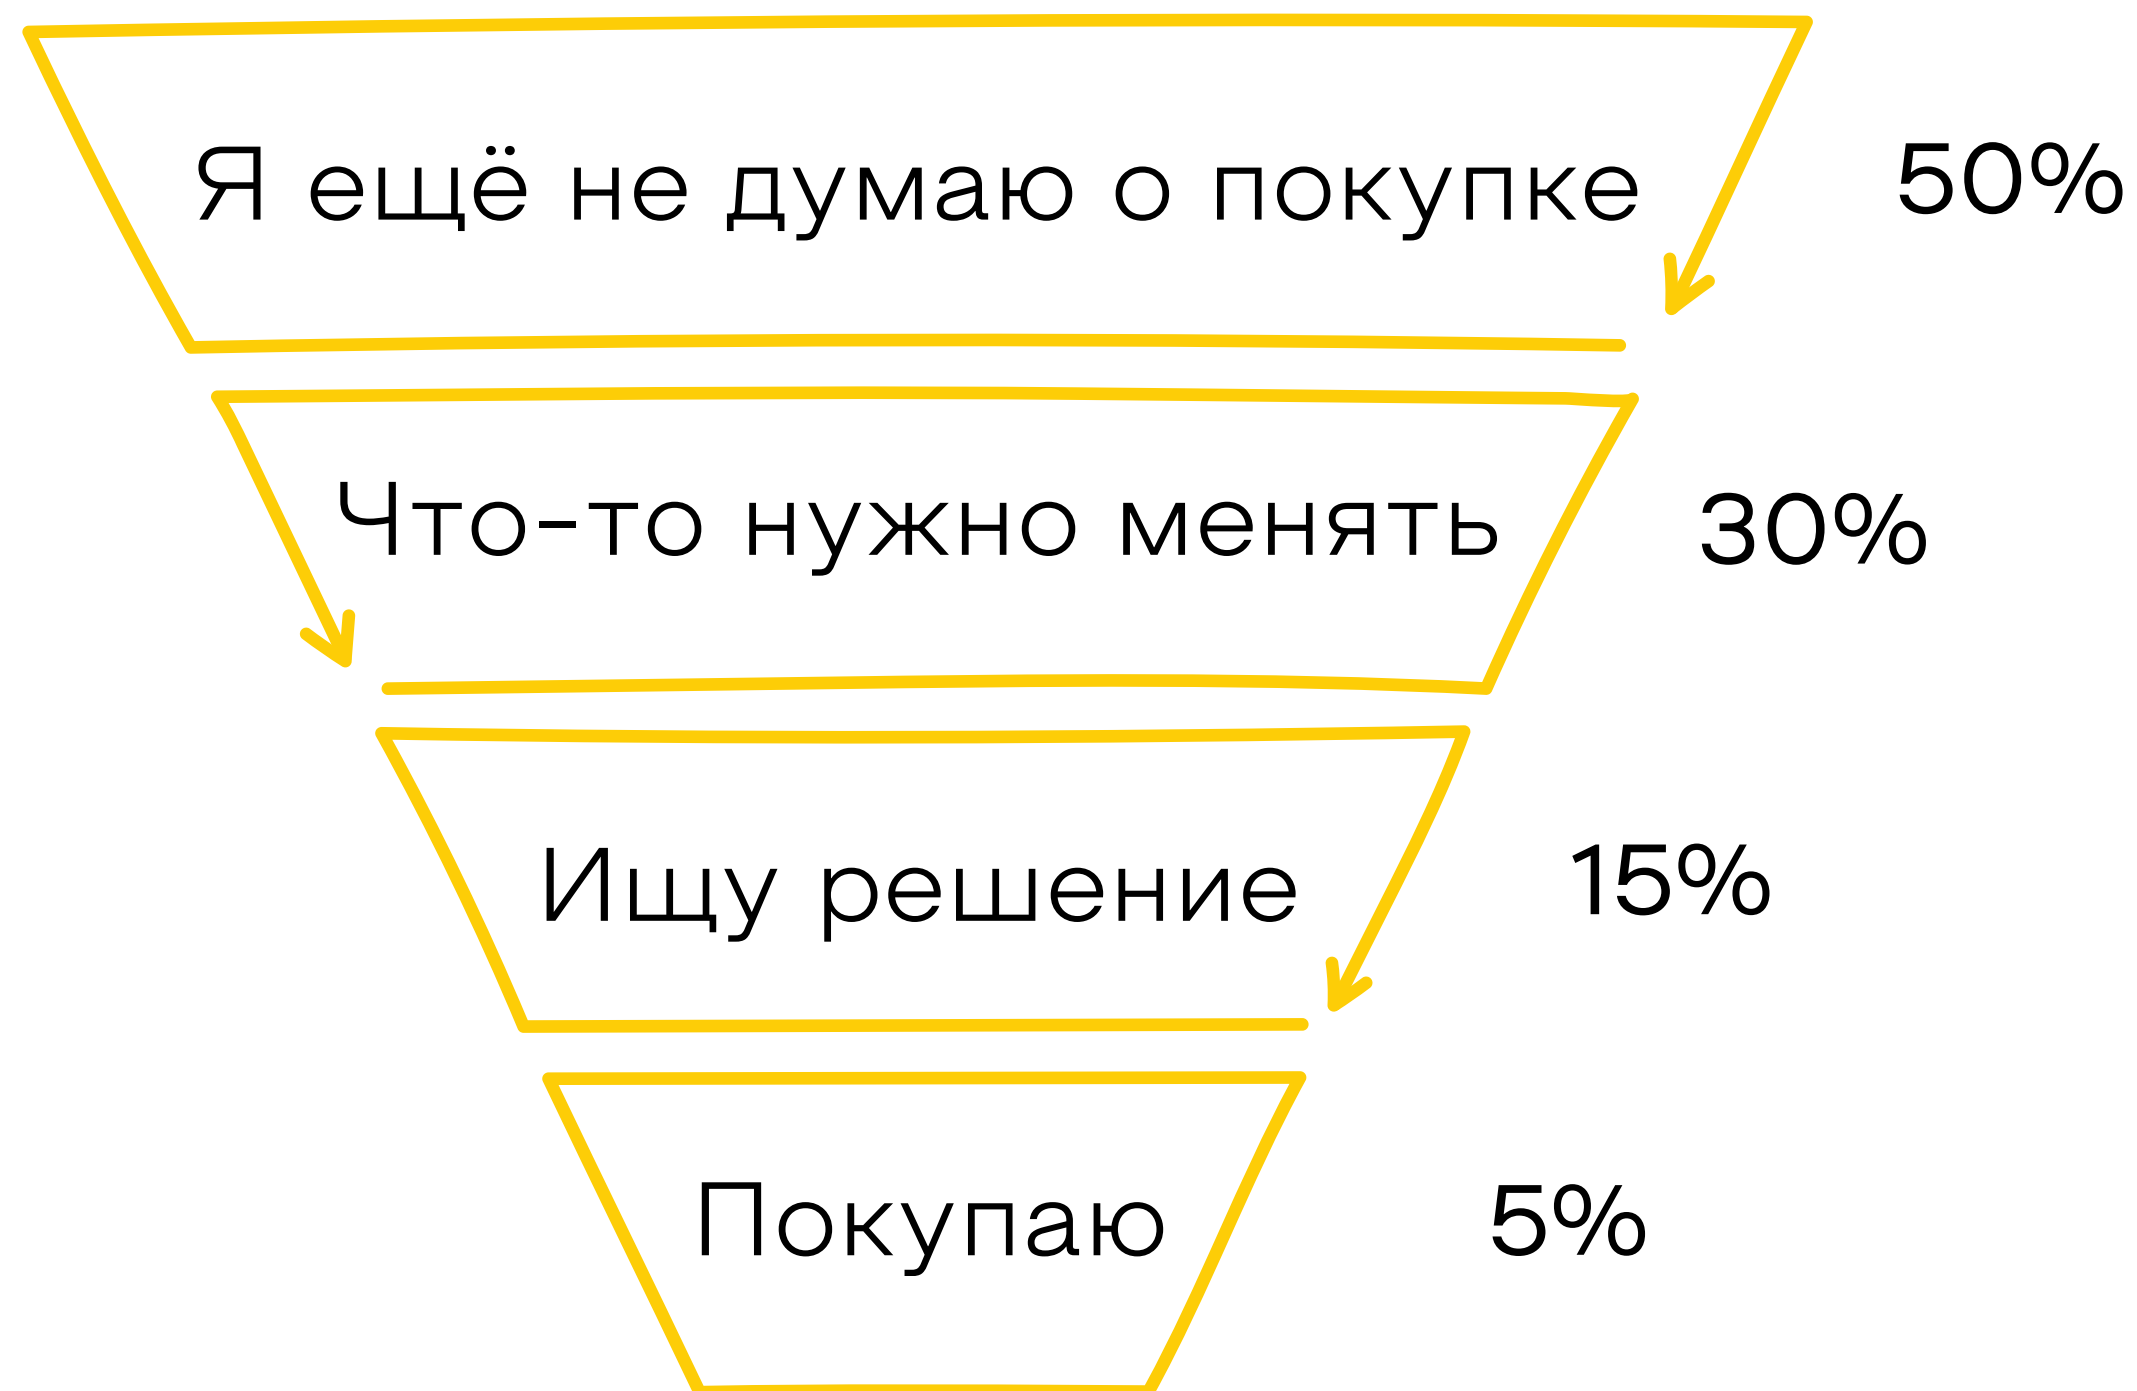 Я ещё не думаю о покупке 50%
Что-то нужно менять 30%
Ищу решение 15%
Покупаю 5%